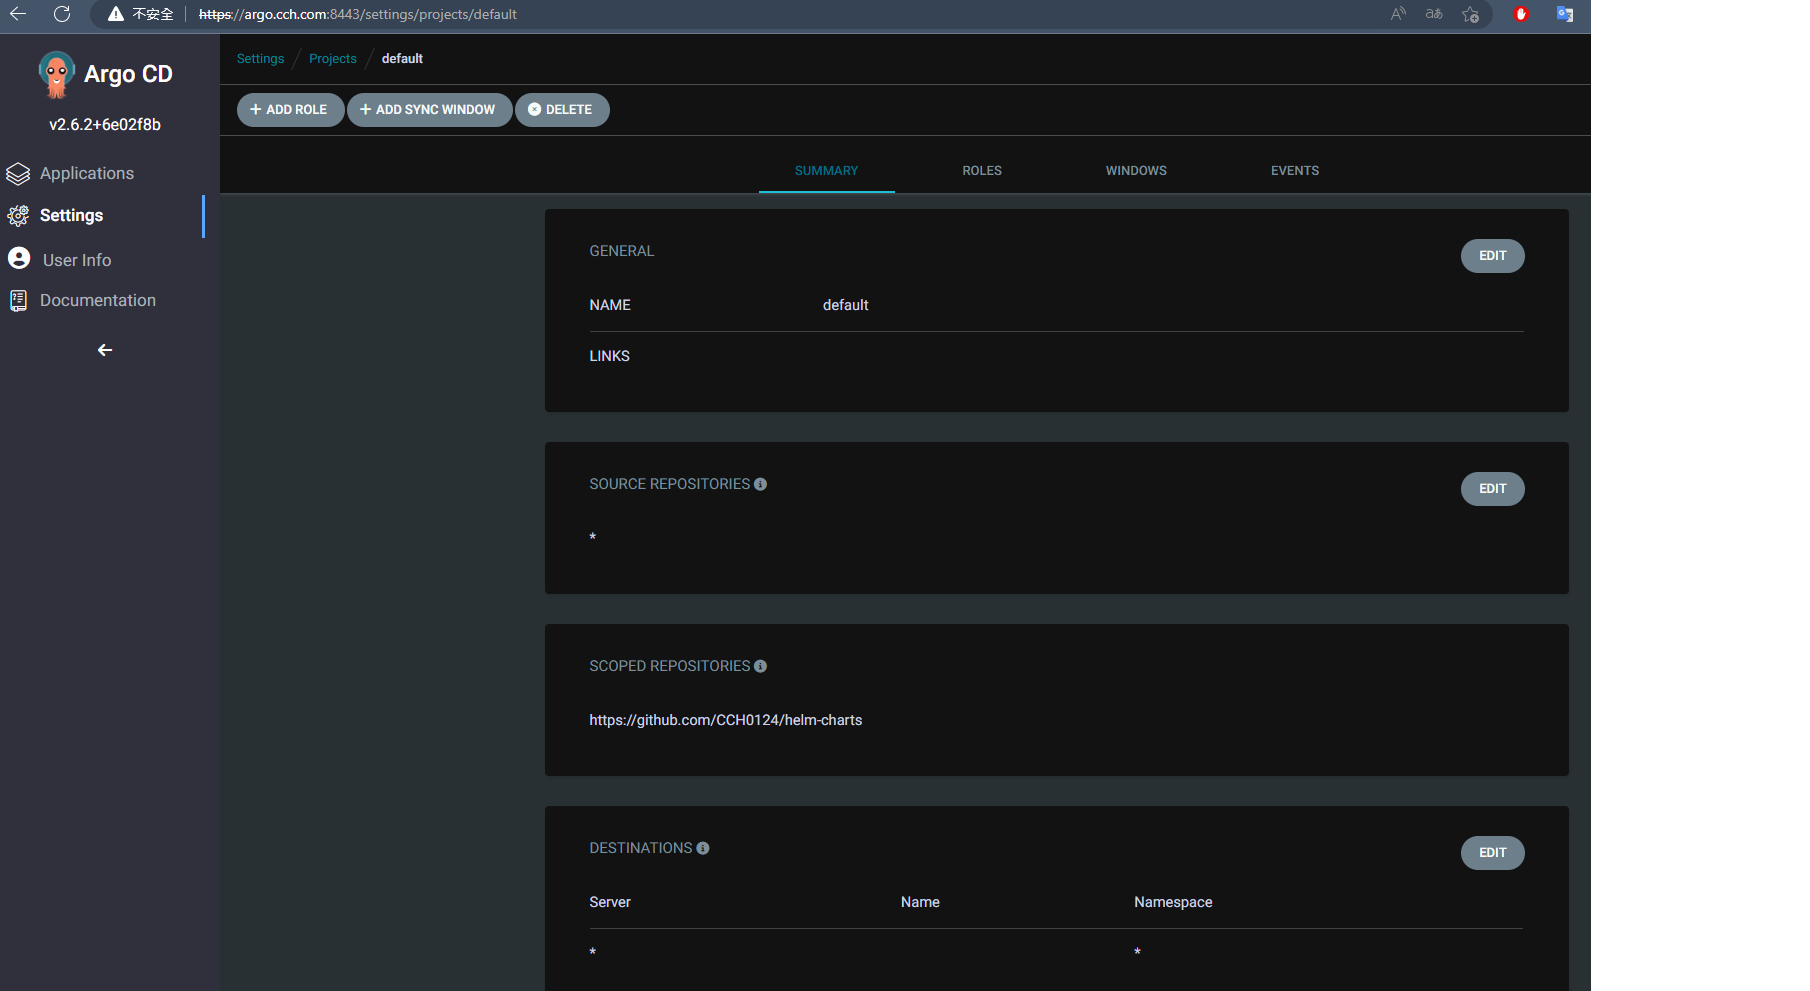 不安全 https://argo.cch.com:8443/settings/projects/default
Argo CD
v2.6.2+6e02f8b
Applications
Settings
User Info
Documentation
Settings / Projects / default
+ ADD ROLE + ADD SYNC WINDOW DELETE
SUMMARY ROLES WINDOWS EVENTS
GENERAL EDIT
NAME default
LINKS
SOURCE REPOSITORIES EDIT
*
SCOPED REPOSITORIES
https://github.com/CCH0124/helm-charts
DESTINATIONS EDIT
Server Name Namespace
* *